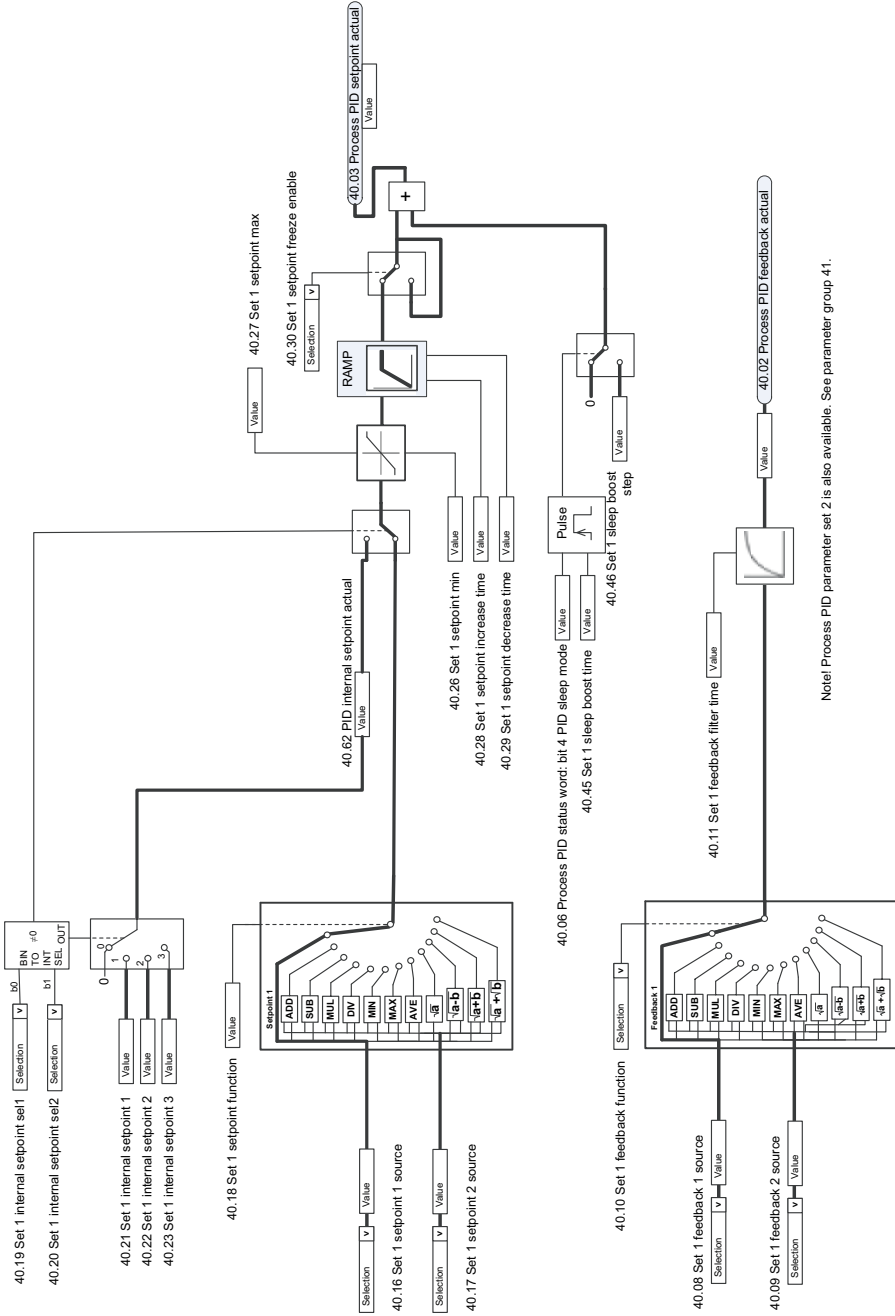 40.19 Set 1 internal setpoint sel1
Selection
v
b0
40.20 Set 1 internal setpoint sel2
Selection
v
b1
BIN
TO
INT
SEL
≠0
OUT
40.21 Set 1 internal setpoint 1
Value
40.22 Set 1 internal setpoint 2
Value
40.23 Set 1 internal setpoint 3
Value
0
0
1
2
3
40.62 PID internal setpoint actual
Value
40.18 Set 1 setpoint function
Value
Setpoint 1
ADD
SUB
MUL
DIV
MIN
MAX
AVE
√a
√a-b
√a+b
√a +√b
Selection
v
Value
40.16 Set 1 setpoint 1 source
Selection
v
Value
40.17 Set 1 setpoint 2 source
40.27 Set 1 setpoint max
Value
40.30 Set 1 setpoint freeze enable
Selection
v
RAMP
+
40.03 Process PID setpoint actual
Value
Value
40.26 Set 1 setpoint min
Value
40.28 Set 1 setpoint increase time
Value
40.29 Set 1 setpoint decrease time
40.06 Process PID status word: bit 4 PID sleep mode
Value
40.45 Set 1 sleep boost time
Value
Pulse
0
Value
40.46 Set 1 sleep boost
step
40.10 Set 1 feedback function
Selection
v
Feedback 1
ADD
SUB
MUL
DIV
MIN
MAX
AVE
√a
√a-b
√a+b
√a +√b
40.08 Set 1 feedback 1 source
Selection
v
Value
40.09 Set 1 feedback 2 source
Selection
v
Value
40.11 Set 1 feedback filter time
Value
Value
40.02 Process PID feedback actual
Note! Process PID parameter set 2 is also available. See parameter group 41.